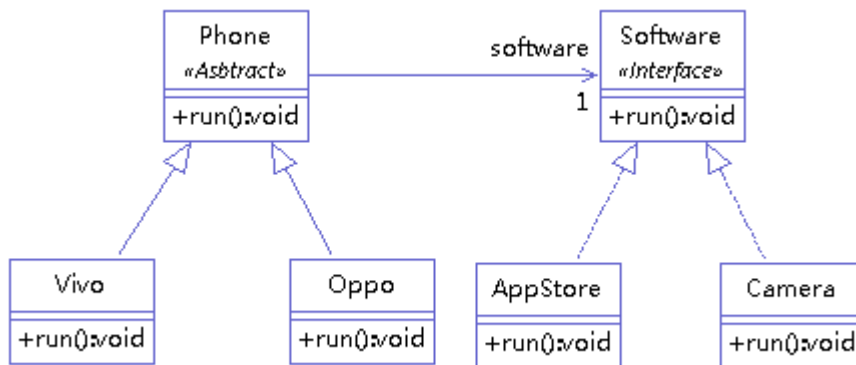 Phone
«Asbtract»
+run():void
software
1
Software
«Interface»
+run():void
Vivo
+run():void
Oppo
+run():void
AppStore
+run():void
Camera
+run():void